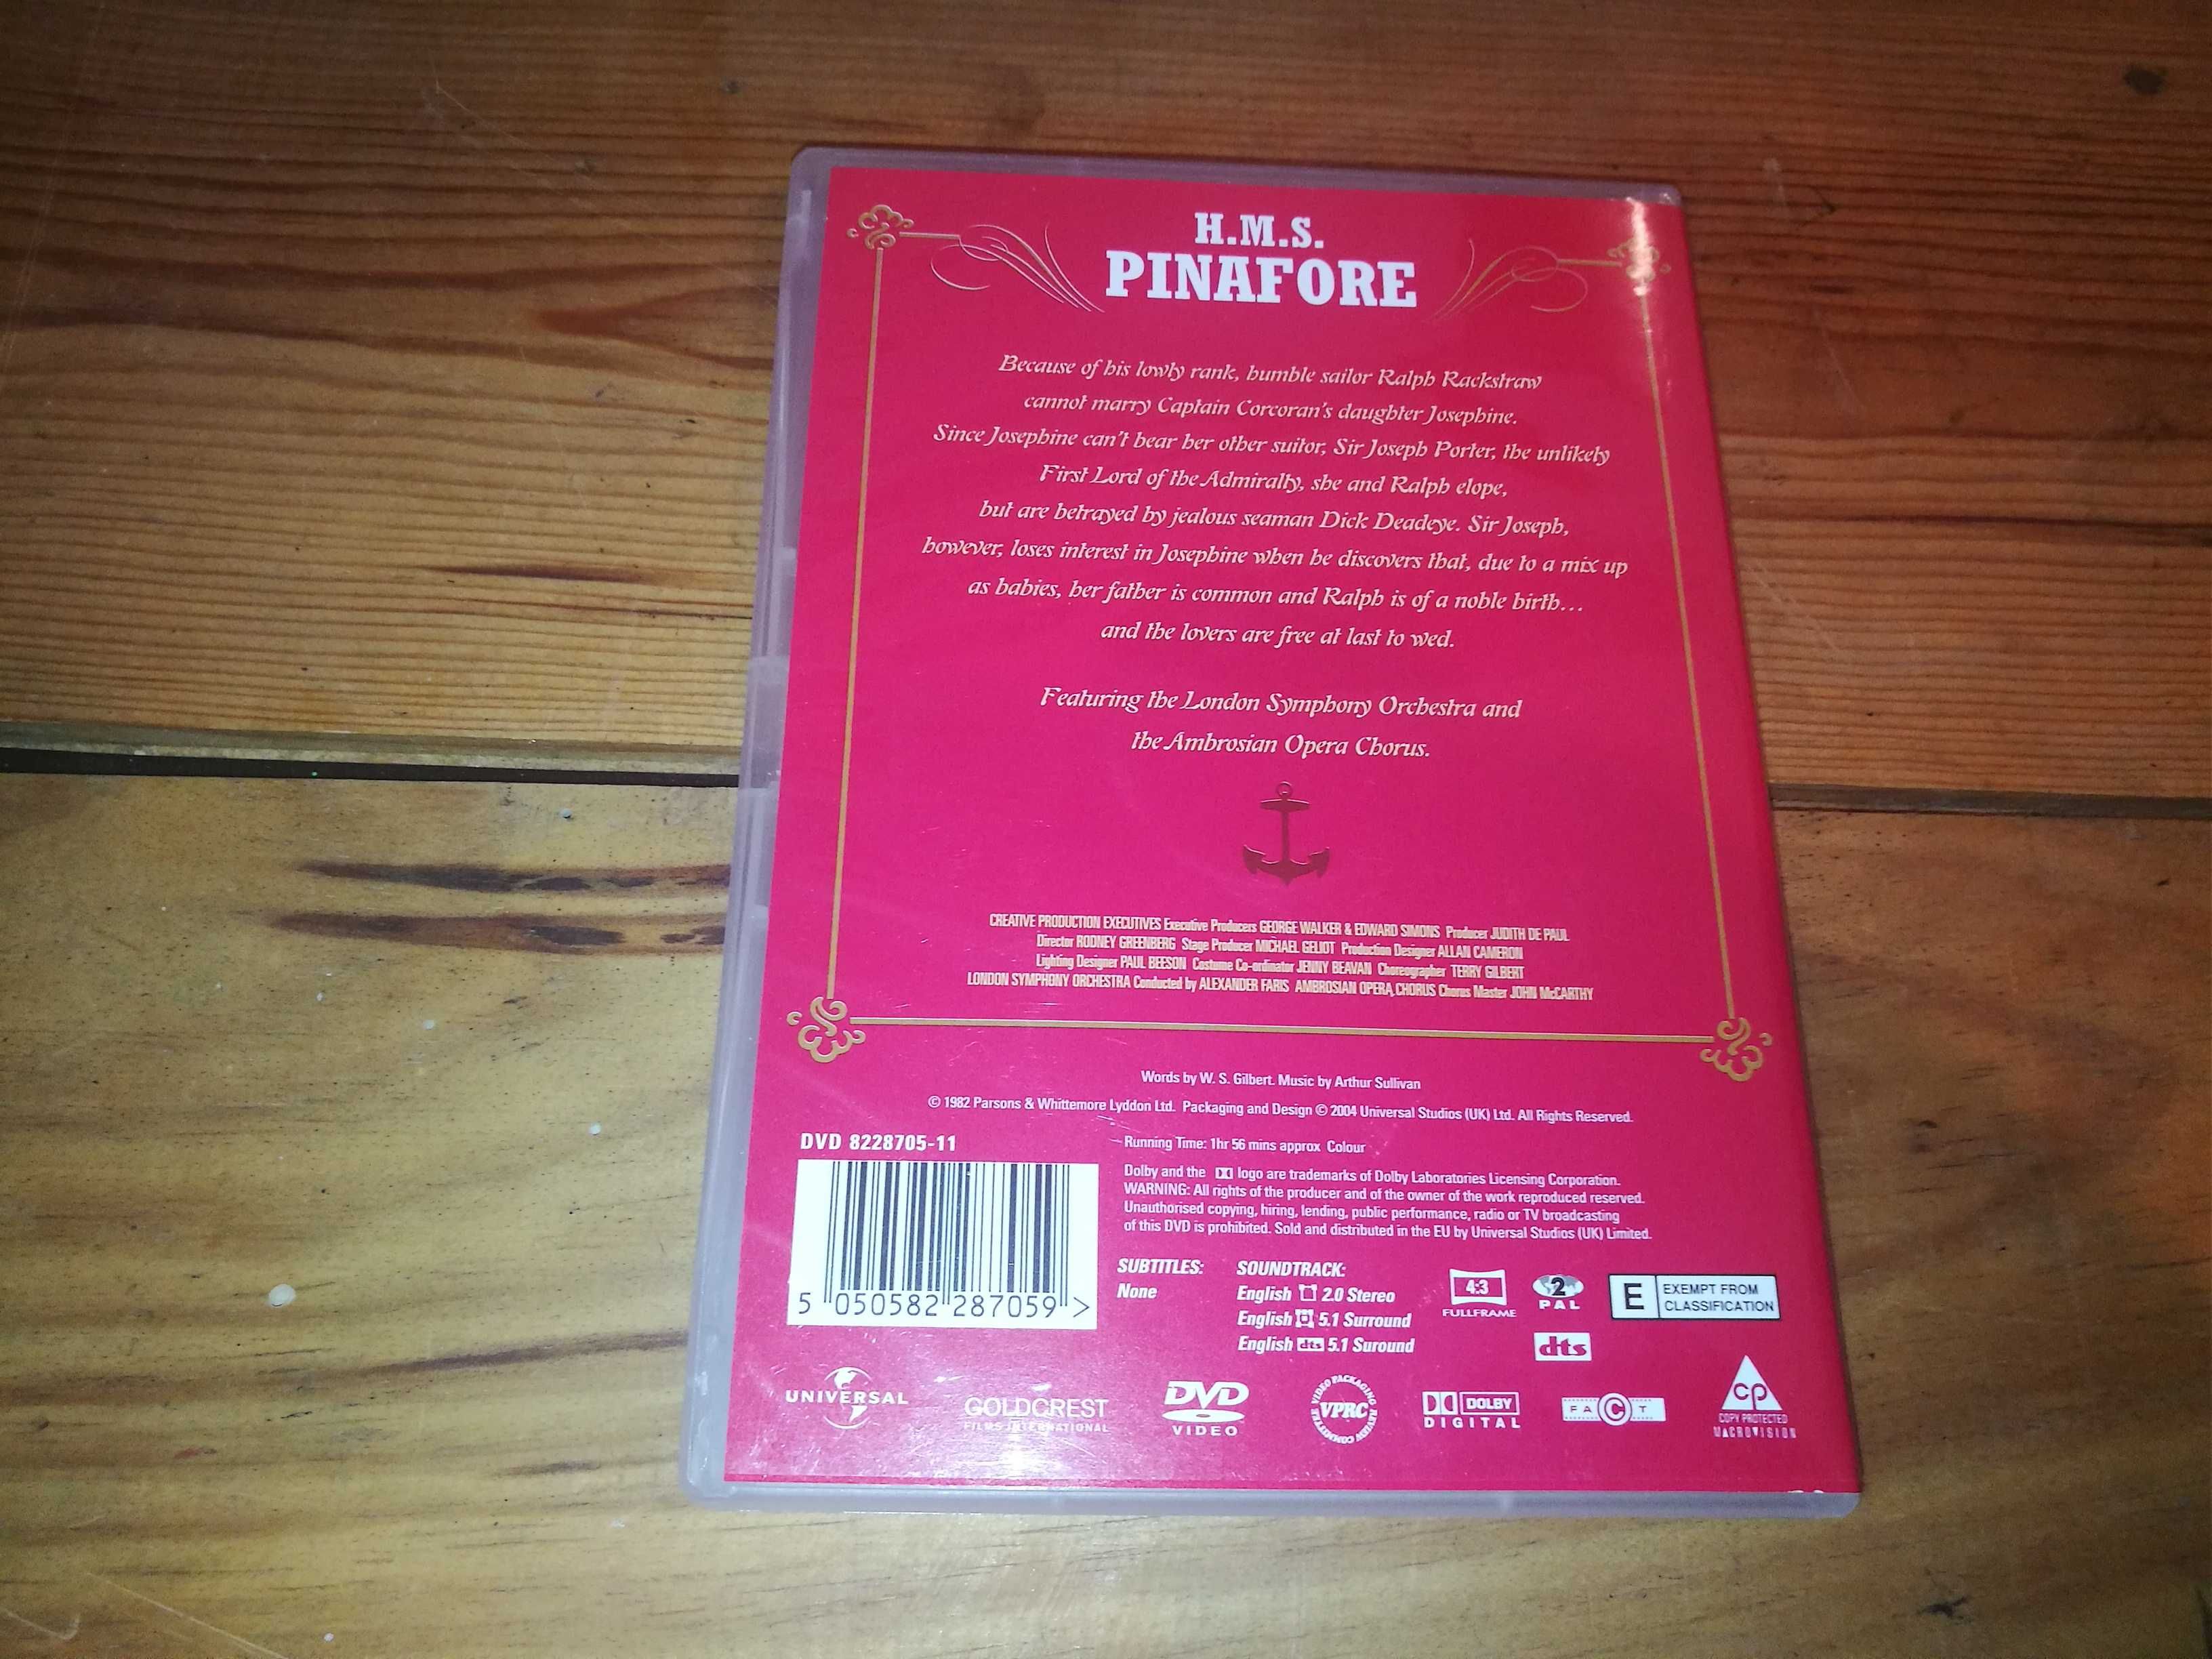 H.M.S.
PINAFORE
Because of his lowly rank, humble sailor Ralph Rackstraw
cannot marry Captain Corcoran's daughter Josephine.
Since Josephine can't bear her other suitor, Sir Joseph Porter, the unlikely
First Lord of the Admiralty, she and Ralph elope,
but are betrayed by jealous seaman Dick Deadeye. Sir Joseph,
however, loses interest in Josephine when he discovers that, due to a mix up
as babies, her father is common and Ralph is of a noble birth...
and the lovers are free at last to wed.
Featuring the London Symphony Orchestra and
the Ambrosian Opera Chorus.
CREATIVE PRODUCTION EXECUTIVES Executive Producers GEORGE WALKER & EDWARD SIMONS Producer JUDITH DE PAUL
Director RODNEY GREENBERG Stage Producer MICHAEL GELIOT Production Designer ALLAN CAMERON
Lighting Designer PAUL BEESON Costume Co-ordinator JENNY BEAVAN Choreographer TERRY GILBERT
LONDON SYMPHONY ORCHESTRA Conducted by ALEXANDER FARIS AMBROSIAN OPERA CHORUS Chorus Master JOHN McCARTHY
Words by W. S. Gilbert. Music by Arthur Sullivan
© 1982 Parsons & Whittemore Lyddon Ltd. Packaging and Design © 2004 Universal Studios (UK) Ltd. All Rights Reserved.
DVD 8228705-11
Running Time: 1hr 56 mins approx Colour
Dolby and the logo are trademarks of Dolby Laboratories Licensing Corporation.
WARNING: All rights of the producer and of the owner of the work reproduced reserved.
Unauthorised copying, hiring, lending, public performance, radio or TV broadcasting
of this DVD is prohibited. Sold and distributed in the EU by Universal Studios (UK) Limited.
5 050582 287059 >
SUBTITLES:
None
SOUNDTRACK:
English 2.0 Stereo
English 5.1 Surround
English dts 5.1 Suround
4:3
FULLFRAME
2
PAL
E EXEMPT FROM
CLASSIFICATION
dts
UNIVERSAL
GOLDCREST
FILMS INTERNATIONAL
DVD
VIDEO
VIDEO PACKAGING REVIEW COMMITTEE
VPRC
DOLBY
DIGITAL
FACT
CP
COPY PROTECTED
MACROVISION